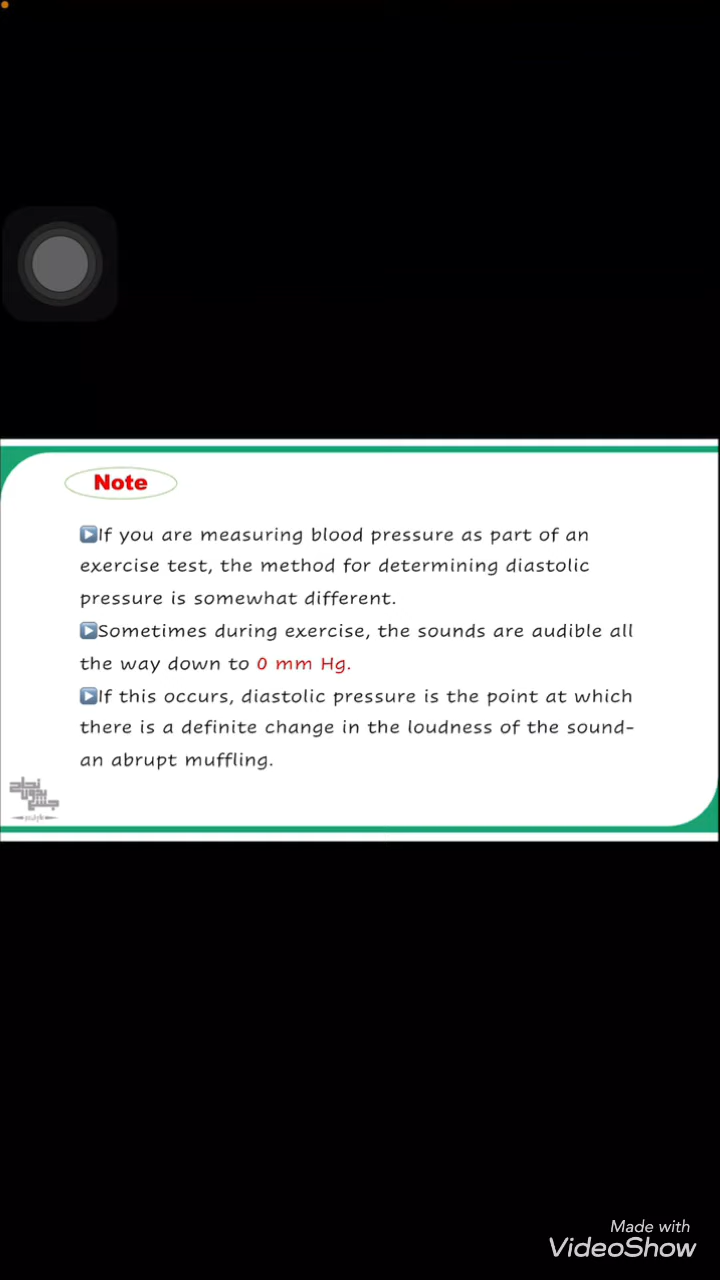 Note
If you are measuring blood pressure as part of an
exercise test, the method for determining diastolic
pressure is somewhat different.
Sometimes during exercise, the sounds are audible all
the way down to 0 mm Hg.
If this occurs, diastolic pressure is the point at which
there is a definite change in the loudness of the sound-
an abrupt muffling.
Made with
VideoShow